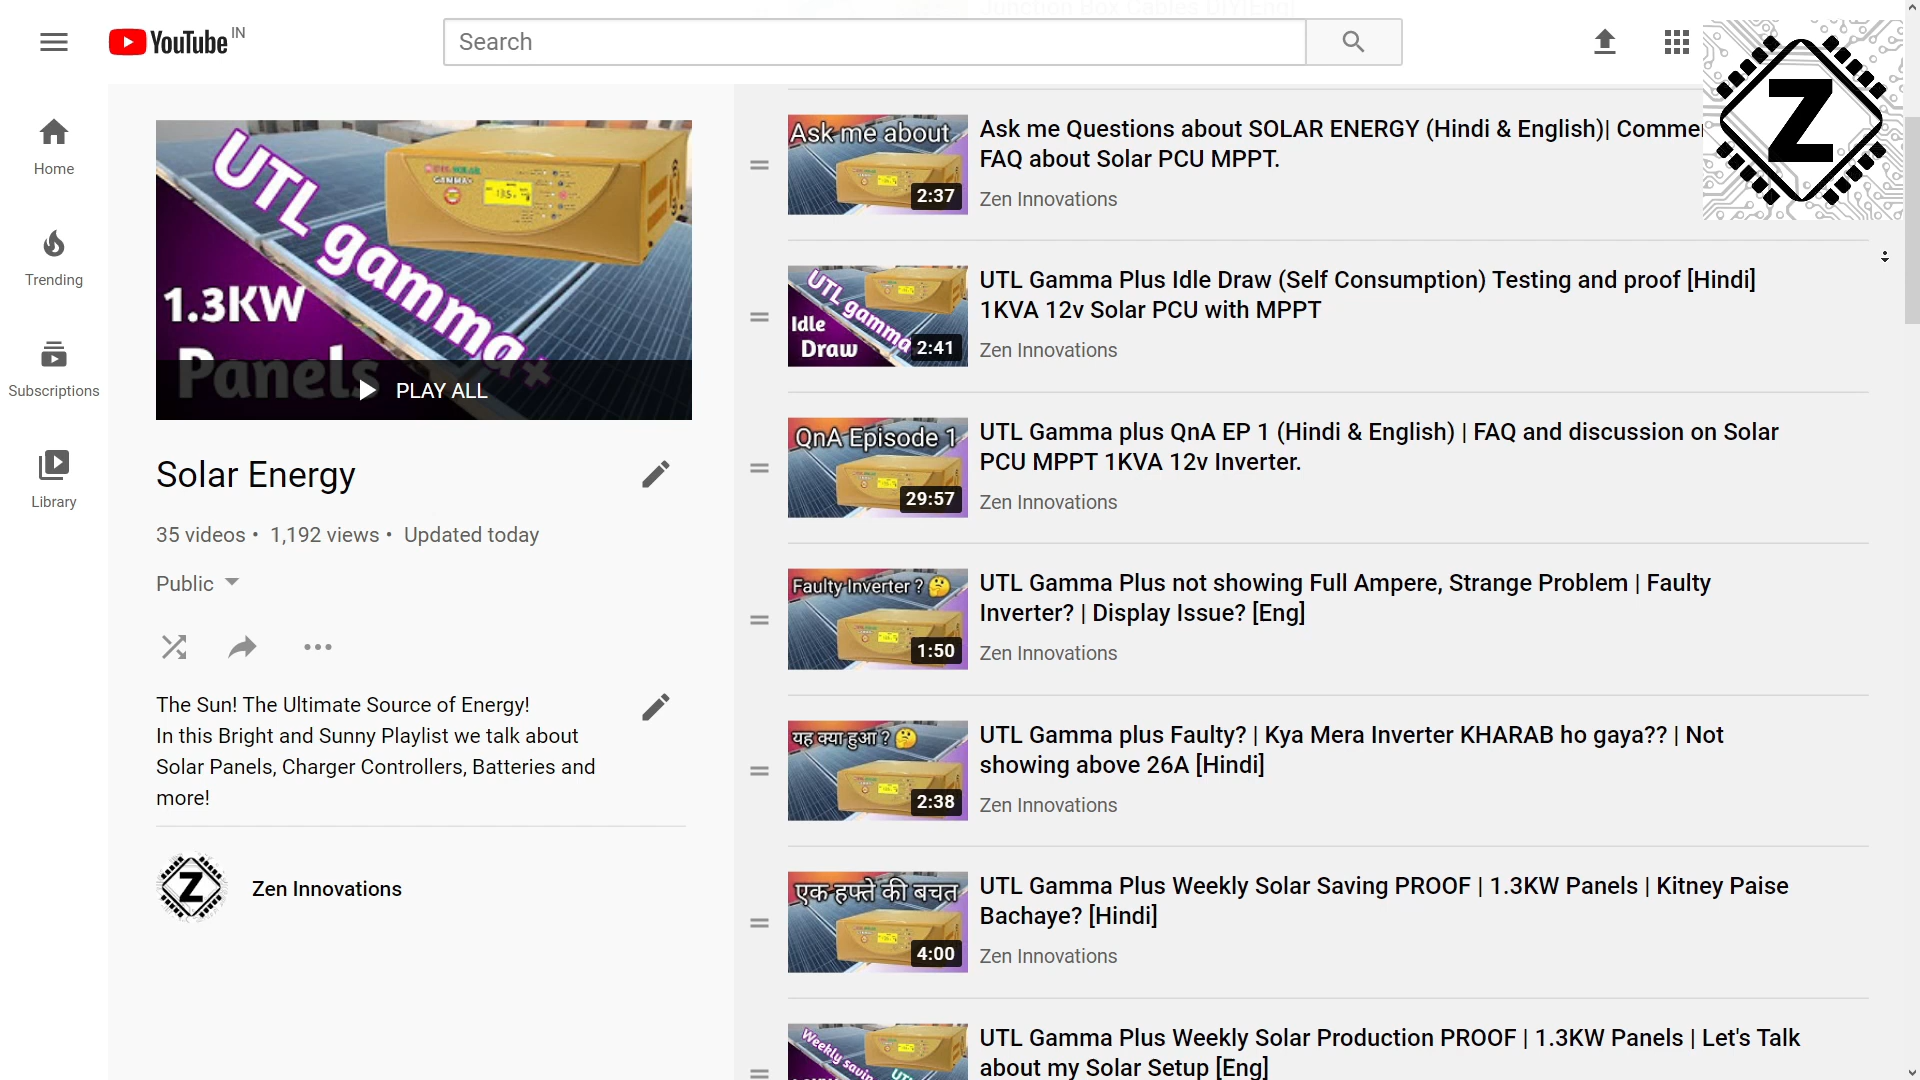 YouTube IN
Search
Home
Trending
Subscriptions
Library
UTL gamma+
1.3KW
Panels
PLAY ALL
Solar Energy
35 videos • 1,192 views • Updated today
Public
The Sun! The Ultimate Source of Energy!
In this Bright and Sunny Playlist we talk about
Solar Panels, Charger Controllers, Batteries and
more!
Z
Zen Innovations
Junction Box Cables DIY[Eng]
Ask me about
2:37
Ask me Questions about SOLAR ENERGY (Hindi & English)| Comme
FAQ about Solar PCU MPPT.
Zen Innovations
Z
UTL gamma
Idle
Draw
2:41
UTL Gamma Plus Idle Draw (Self Consumption) Testing and proof [Hindi]
1KVA 12v Solar PCU with MPPT
Zen Innovations
QnA Episode 1
29:57
UTL Gamma plus QnA EP 1 (Hindi & English) | FAQ and discussion on Solar
PCU MPPT 1KVA 12v Inverter.
Zen Innovations
Faulty Inverter ?
1:50
UTL Gamma Plus not showing Full Ampere, Strange Problem | Faulty
Inverter? | Display Issue? [Eng]
Zen Innovations
यह क्या हुआ ?
2:38
UTL Gamma plus Faulty? | Kya Mera Inverter KHARAB ho gaya?? | Not
showing above 26A [Hindi]
Zen Innovations
एक हफ्ते की बचत
4:00
UTL Gamma Plus Weekly Solar Saving PROOF | 1.3KW Panels | Kitney Paise
Bachaye? [Hindi]
Zen Innovations
Weekly
UTL Gamma Plus Weekly Solar Production PROOF | 1.3KW Panels | Let's Talk
about my Solar Setup [Eng]